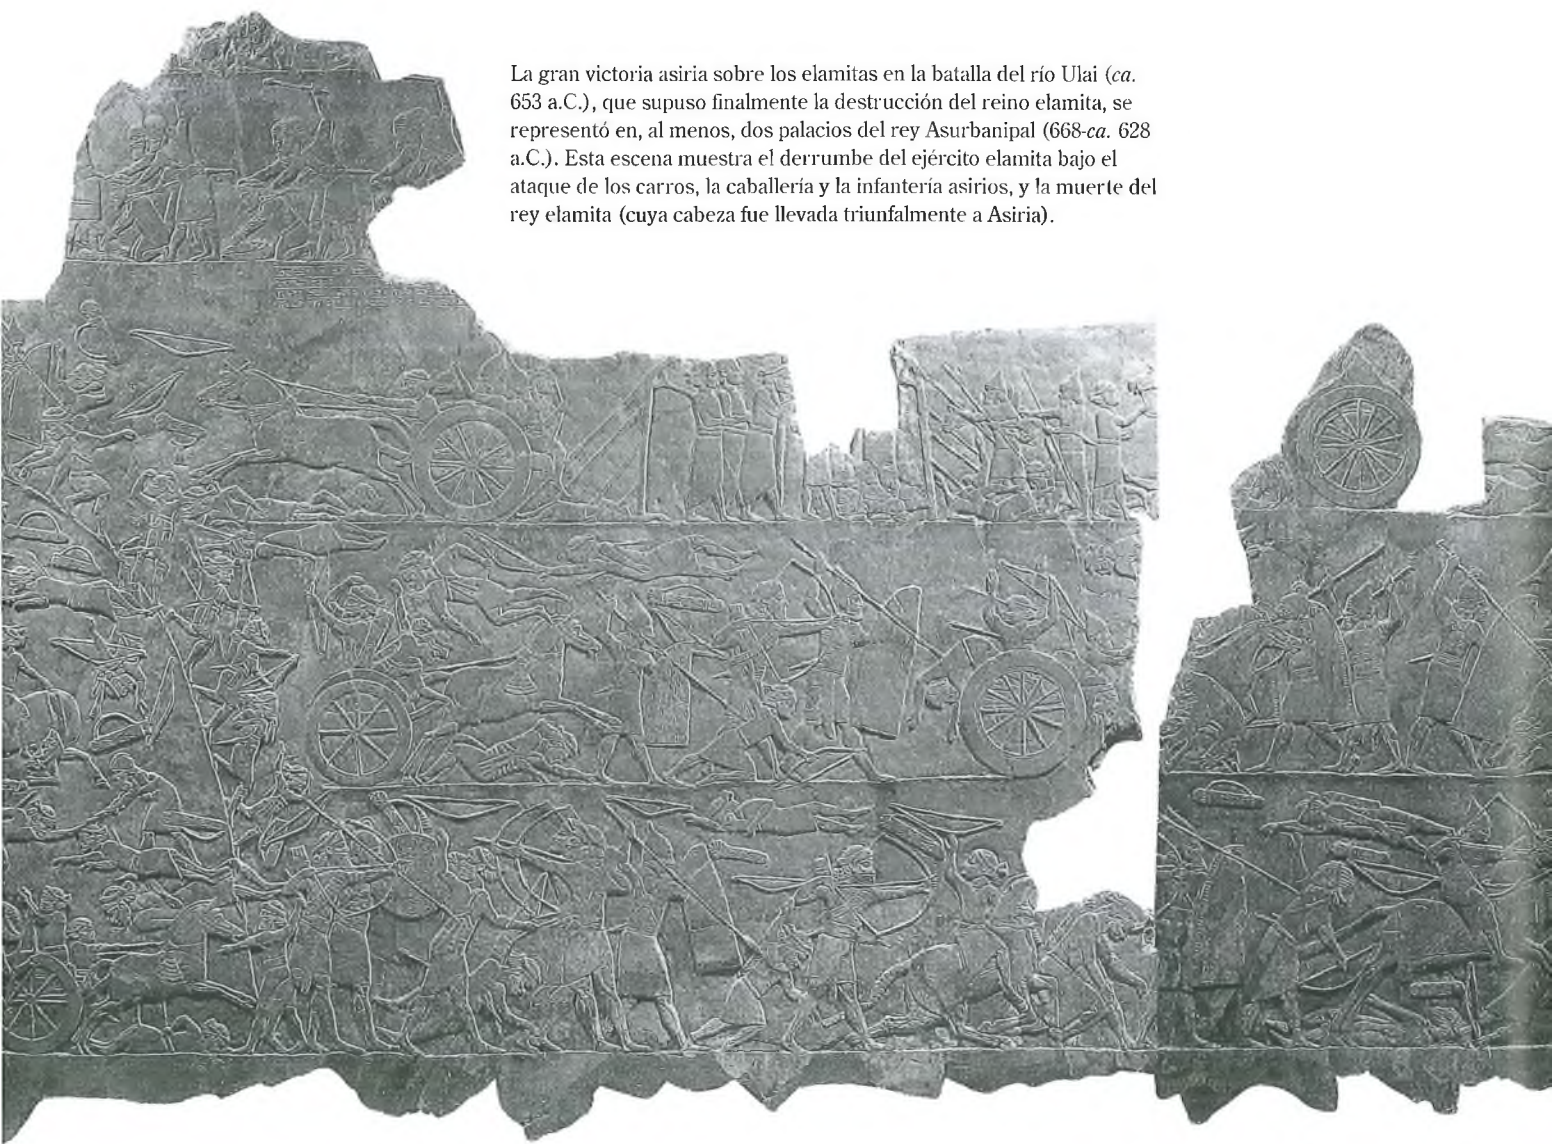 La gran victoria asiria sobre los elamitas en la batalla del río Ulai (ca.
653 a.C.), que supuso finalmente la destrucción del reino elamita, se
representó en, al menos, dos palacios del rey Asurbanipal (668-ca. 628
a.C.). Esta escena muestra el derrumbe del ejército elamita bajo el
ataque de los carros, la caballería y la infantería asirios, y la muerte del
rey elamita (cuya cabeza fue llevada triunfalmente a Asiria).